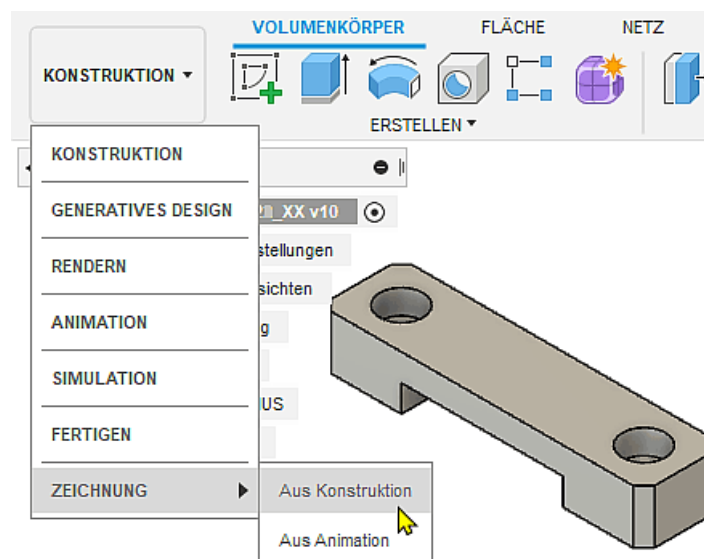 VOLUMENKÖRPER FLÄCHE NETZ
KONSTRUKTION
ERSTELLEN
KONSTRUKTION
GENERATIVES DESIGN
_XX v10
stellungen
RENDERN
sichten
ANIMATION
g
SIMULATION
US
FERTIGEN
ZEICHNUNG
Aus Konstruktion
Aus Animation